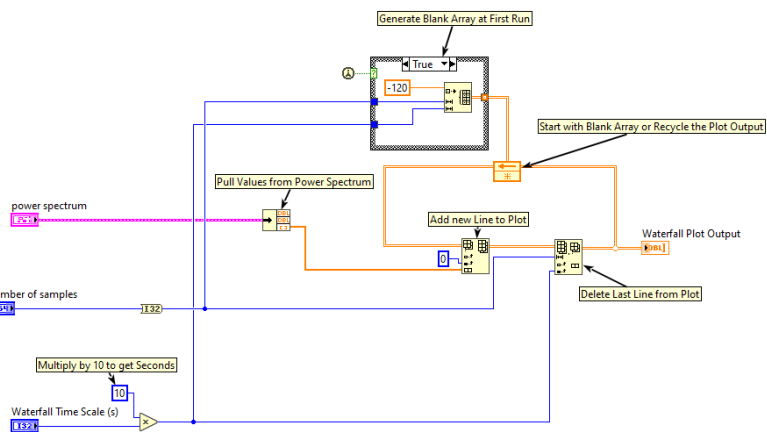 Generate Blank Array at First Run
True
?
-120
Start with Blank Array or Recycle the Plot Output
Pull Values from Power Spectrum
power spectrum
DBL
DBL
Add new Line to Plot
Waterfall Plot Output
DBL]
0
Delete Last Line from Plot
mber of samples
I32
Multiply by 10 to get Seconds
10
Waterfall Time Scale (s)
I32
x